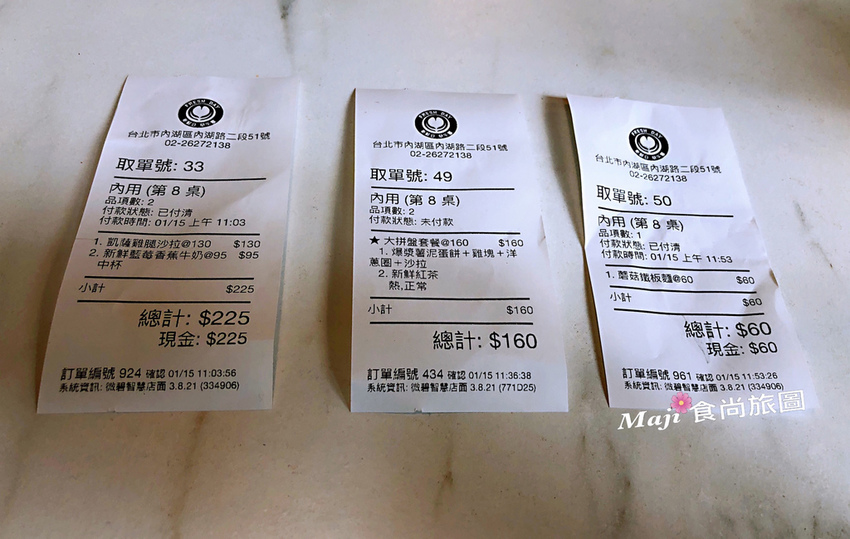 FRESH DAY
台北市內湖區內湖路二段51號
02-26272138
取單號: 33
內用 (第 8 桌)
品項數: 2
付款狀態: 已付清
付款時間: 01/15 上午 11:03
1. 凱薩雞腿沙拉@130 $130
2. 新鮮藍莓香蕉牛奶@95 $95
中杯
小計 $225
總計: $225
現金: $225
訂單編號 924 確認 01/15 11:03:56
系統資訊: 微碧智慧店面 3.8.21 (334906)
FRESH DAY
台北市內湖區內湖路二段51號
02-26272138
取單號: 49
內用 (第 8 桌)
品項數: 2
付款狀態: 未付款
★ 大拼盤套餐@160 $160
1. 爆漿薯泥蛋餅+雞塊+洋
蔥圈+沙拉
2. 新鮮紅茶
熱,正常
小計 $160
總計: $160
訂單編號 434 確認 01/15 11:36:38
系統資訊: 微碧智慧店面 3.8.21 (771D25)
FRESH DAY
台北市內湖區內湖路二段51號
02-26272138
取單號: 50
內用 (第 8 桌)
品項數: 1
付款狀態: 已付清
付款時間: 01/15 上午 11:53
1. 蘑菇鐵板麵@60 $60
小計 $60
總計: $60
現金: $60
訂單編號 961 確認 01/15 11:53:26
系統資訊: 微碧智慧店面 3.8.21 (334906)
Maji 食尚旅圖